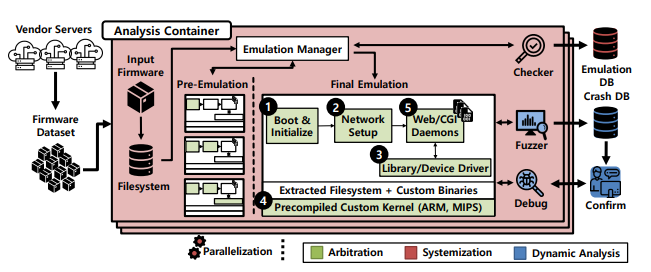 Vendor Servers
Firmware
Dataset
Analysis Container
Input
Firmware
Filesystem
Emulation Manager
Pre-Emulation
Final Emulation
1
Boot &
Initialize
2
Network
Setup
5
Web/CGI
Daemons
3
Library/Device Driver
Extracted Filesystem + Custom Binaries
4
Precompiled Custom Kernel (ARM, MIPS)
Checker
Fuzzer
Debug
Emulation
DB
Crash DB
Confirm
Parallelization
Arbitration
Systemization
Dynamic Analysis